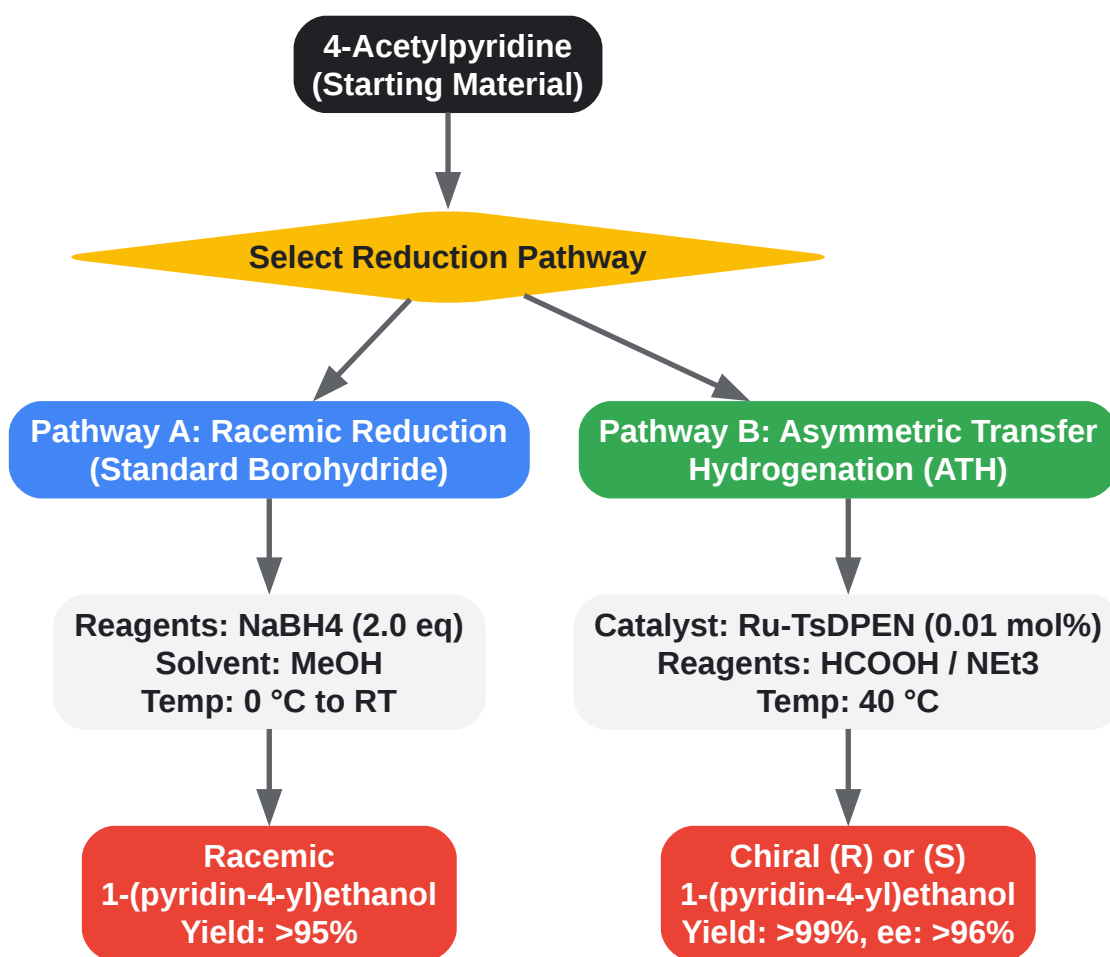 4-Acetylpyridine
(Starting Material)
Select Reduction Pathway
Pathway A: Racemic Reduction
(Standard Borohydride)
Pathway B: Asymmetric Transfer
Hydrogenation (ATH)
Reagents: NaBH4 (2.0 eq)
Solvent: MeOH
Temp: 0 °C to RT
Catalyst: Ru-TsDPEN (0.01 mol%)
Reagents: HCOOH / NEt3
Temp: 40 °C
Racemic
1-(pyridin-4-yl)ethanol
Yield: >95%
Chiral (R) or (S)
1-(pyridin-4-yl)ethanol
Yield: >99%, ee: >96%